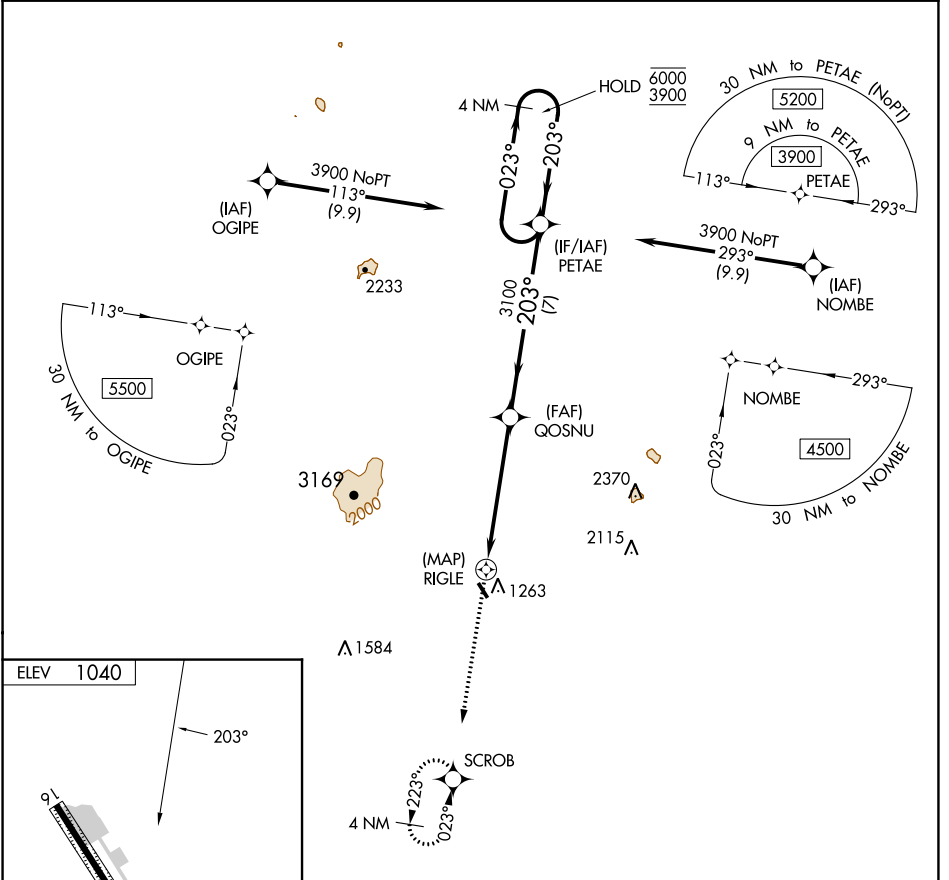 HOLD 6000
3900
4 NM
023°
203°
30 NM to PETAE (NoPT)
5200
9 NM to PETAE
3900
PETAE
113°
293°
3900 NoPT
113°
(9.9)
(IAF)
OGIPE
(IF/IAF)
PETAE
3900 NoPT
293°
(9.9)
(IAF)
NOMBE
2233
3100
203°
(7)
113°
OGIPE
5500
023°
30 NM to OGIPE
293°
NOMBE
4500
023°
30 NM to NOMBE
(FAF)
QOSNU
3169
2000
2370
2115
(MAP)
RIGLE
1263
1584
ELEV 1040
203°
16
SCROB
223°
023°
4 NM